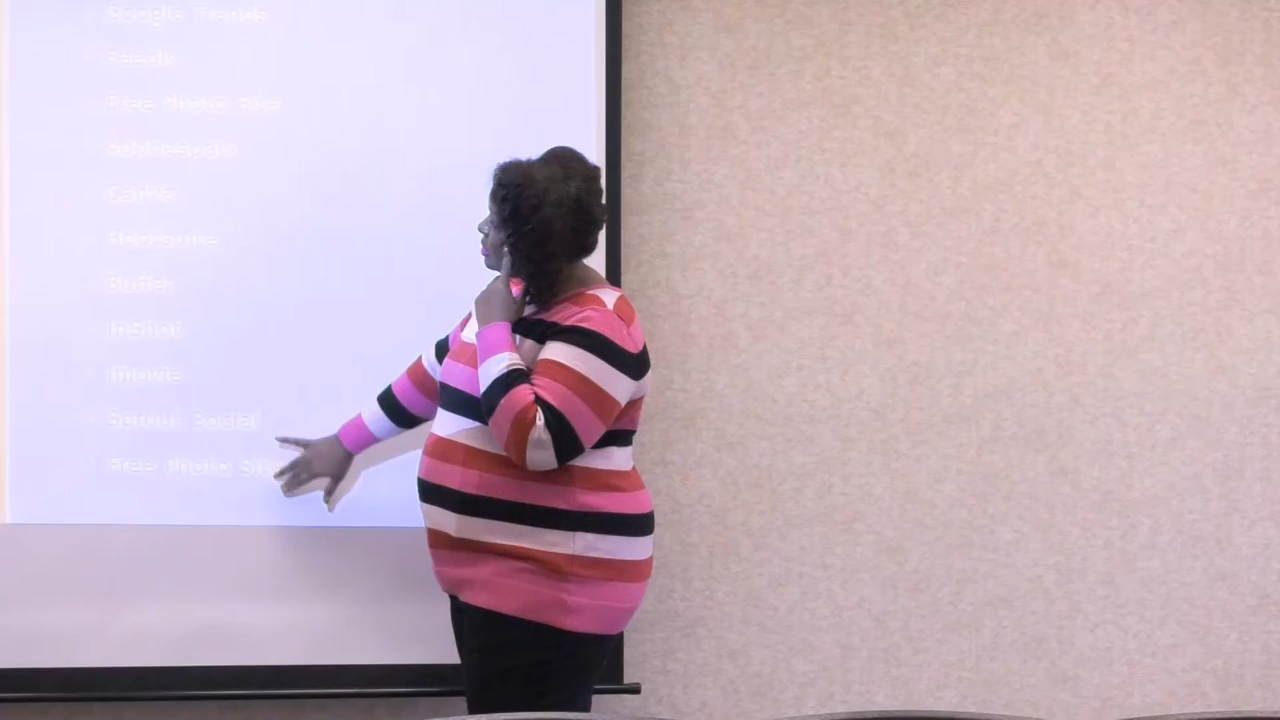 Google Trends
Feedly
Free Photo Site
Canva
Hootsuite
Buffer
InShot
iMovie
Sprout Social
Free Photo